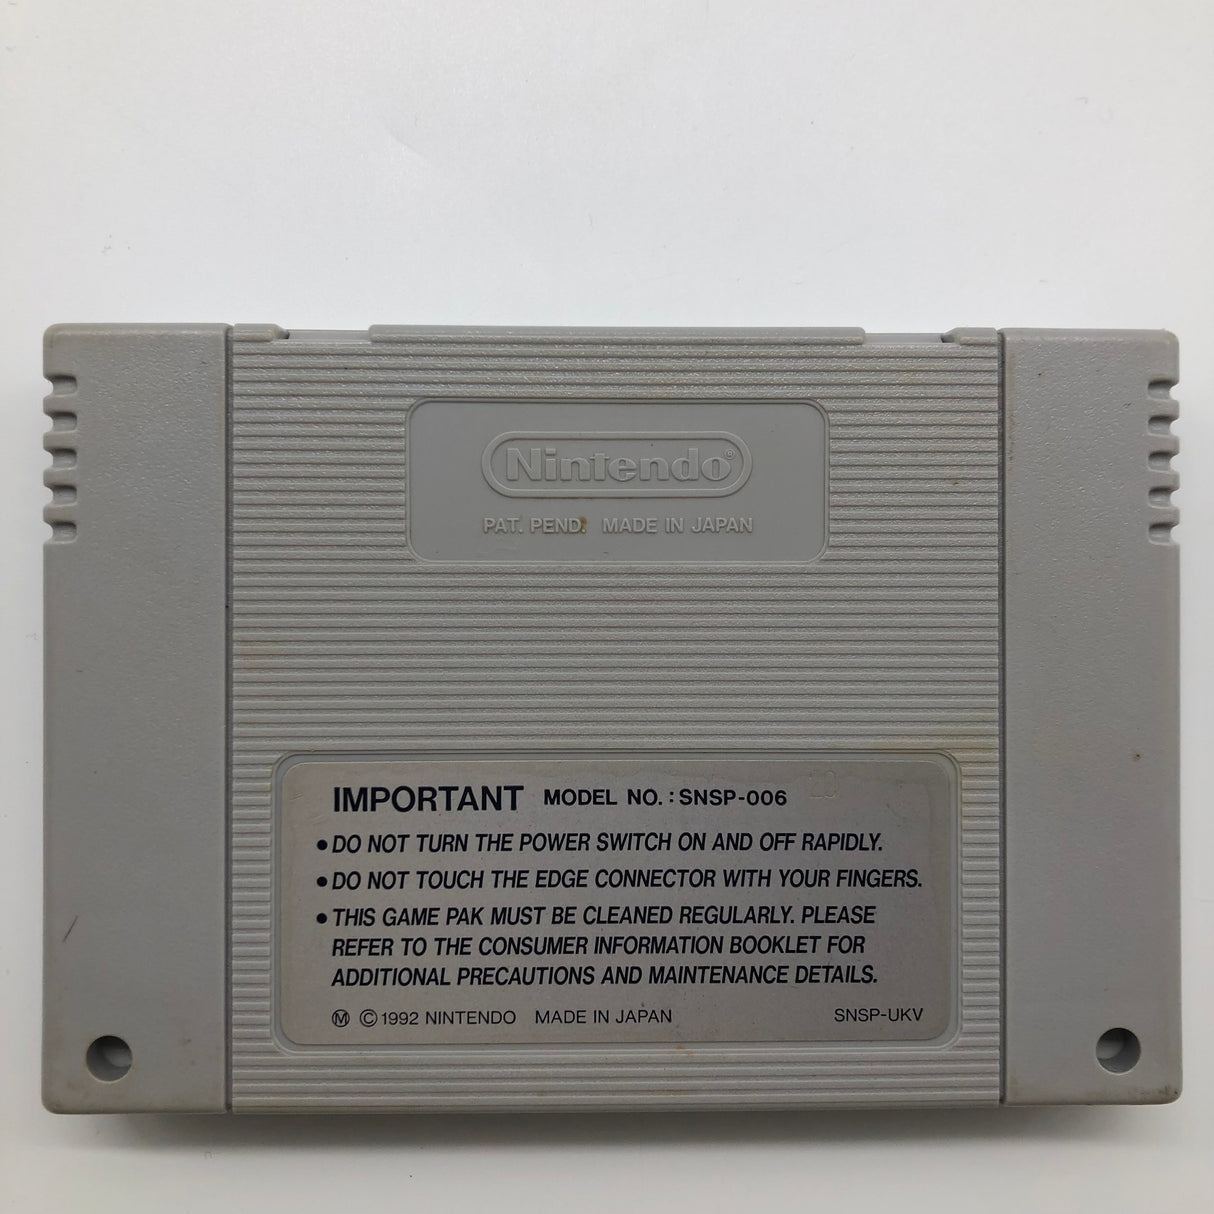 Nintendo®
PAT. PEND. MADE IN JAPAN
IMPORTANT MODEL NO. : SNSP-006 20
• DO NOT TURN THE POWER SWITCH ON AND OFF RAPIDLY.
• DO NOT TOUCH THE EDGE CONNECTOR WITH YOUR FINGERS.
• THIS GAME PAK MUST BE CLEANED REGULARLY. PLEASE
REFER TO THE CONSUMER INFORMATION BOOKLET FOR
ADDITIONAL PRECAUTIONS AND MAINTENANCE DETAILS.
Ⓜ © 1992 NINTENDO MADE IN JAPAN SNSP-UKV